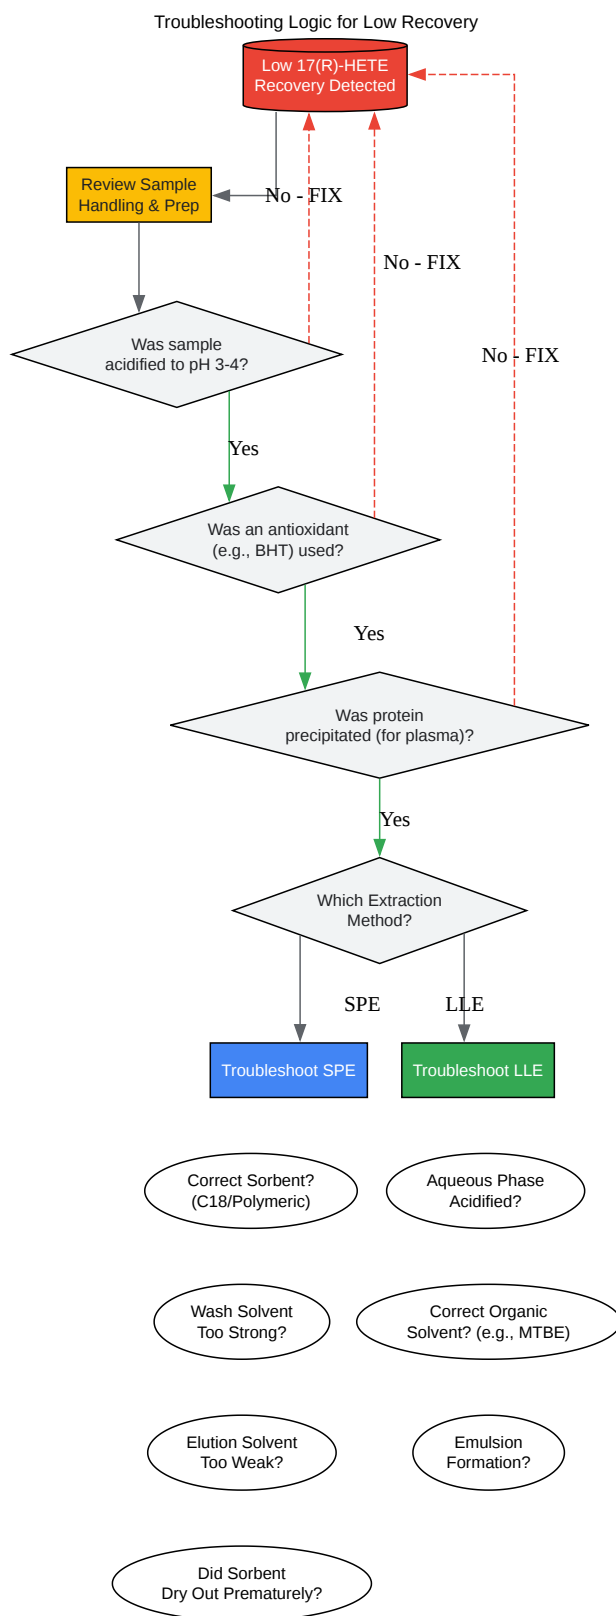 Troubleshooting Logic for Low Recovery
Low 17(R)-HETE
Recovery Detected
Review Sample
Handling & Prep
No - FIX
No - FIX
Was sample
acidified to pH 3-4?
No - FIX
Yes
Was an antioxidant
(e.g., BHT) used?
Yes
Was protein
precipitated (for plasma)?
Yes
Which Extraction
Method?
SPE
LLE
Troubleshoot SPE
Troubleshoot LLE
Correct Sorbent?
(C18/Polymeric)
Aqueous Phase
Acidified?
Wash Solvent
Too Strong?
Correct Organic
Solvent? (e.g., MTBE)
Elution Solvent
Too Weak?
Emulsion
Formation?
Did Sorbent
Dry Out Prematurely?